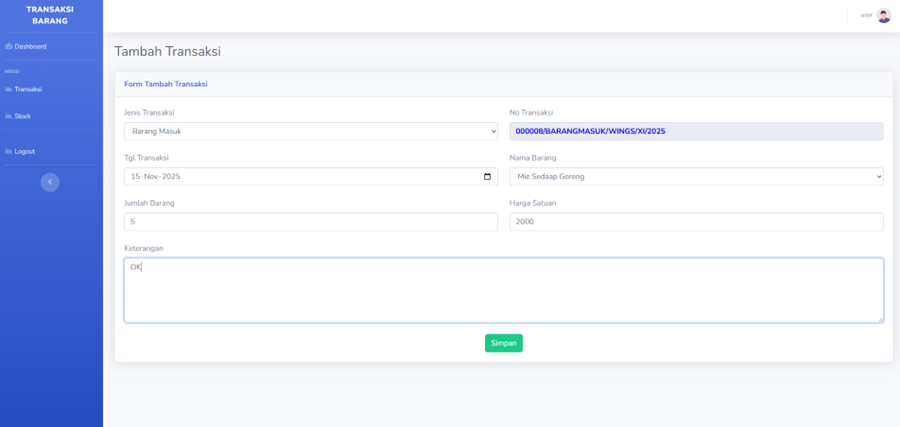 TRANSAKSI
BARANG
Dashboard
MENU
Transaksi
Stock
Logout
user
Tambah Transaksi
Form Tambah Transaksi
Jenis Transaksi
Barang Masuk
No Transaksi
000008/BARANGMASUK/WINGS/XI/2025
Tgl Transaksi
15-Nov-2025
Nama Barang
Mie Sedaap Goreng
Jumlah Barang
5
Harga Satuan
2000
Keterangan
OK
Simpan